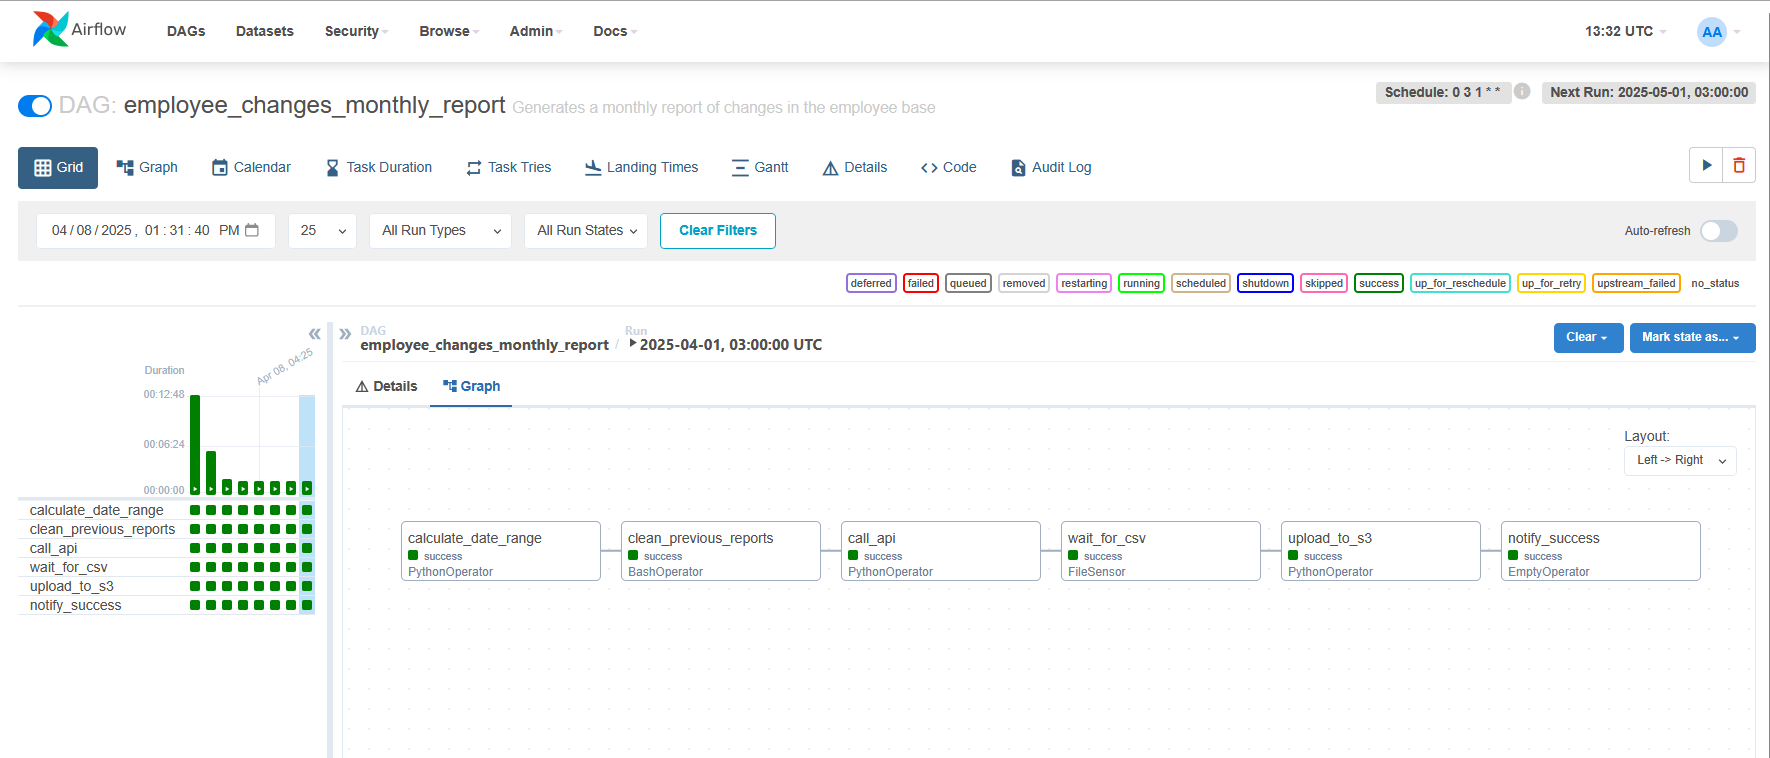 Airflow DAGs Datasets Security Browse Admin Docs 13:32 UTC AA
DAG: employee_changes_monthly_report Generates a monthly report of changes in the employee base
Schedule: 0 3 1 * * i Next Run: 2025-05-01, 03:00:00
Grid Graph Calendar Task Duration Task Tries Landing Times Gantt Details Code Audit Log
04/08/2025, 01:31:40 PM 25 All Run Types All Run States Clear Filters Auto-refresh
deferred failed queued removed restarting running scheduled shutdown skipped success up_for_reschedule up_for_retry upstream_failed no_status
Apr 08, 04:25
Duration
00:12:48
00:06:24
00:00:00
calculate_date_range
clean_previous_reports
call_api
wait_for_csv
upload_to_s3
notify_success
DAG Run
employee_changes_monthly_report / 2025-04-01, 03:00:00 UTC
Clear Mark state as...
Details Graph
Layout:
Left -> Right
calculate_date_range
success
PythonOperator
clean_previous_reports
success
BashOperator
call_api
success
PythonOperator
wait_for_csv
success
FileSensor
upload_to_s3
success
PythonOperator
notify_success
success
EmptyOperator